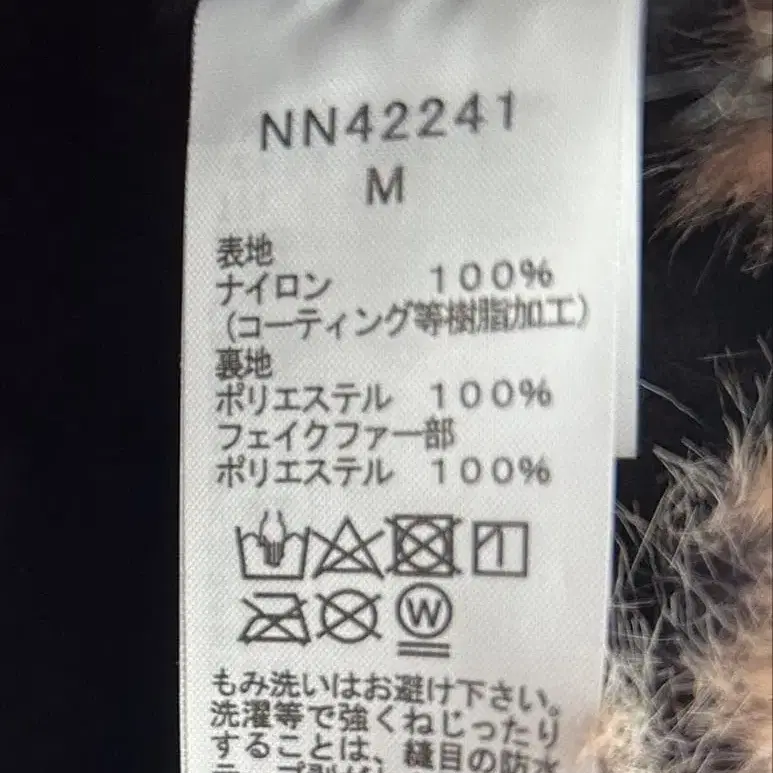 NN42241
M
表地
ナイロン 100%
(コーティング等樹脂加工)
裏地
ポリエステル 100%
フェイクファー部
ポリエステル 100%
W
もみ洗いはお避け下さい。
洗濯等で強くねじったり
することは、縫目の防水